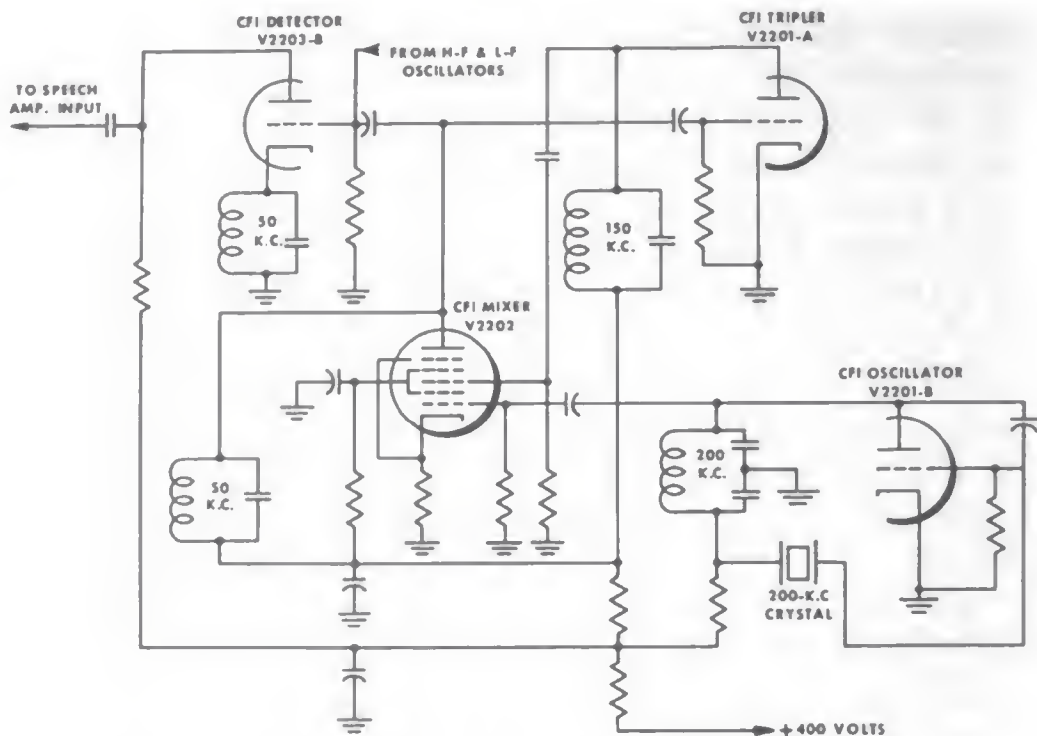 CFI DETECTOR
V2203-B
CFI TRIPLER
V2201-A
FROM H-F & L-F
OSCILLATORS
TO SPEECH
AMP. INPUT
50
K.C.
150
K.C.
CFI MIXER
V2202
CFI OSCILLATOR
V2201-B
50
K.C.
200
K.C.
200-K.C
CRYSTAL
+400 VOLTS